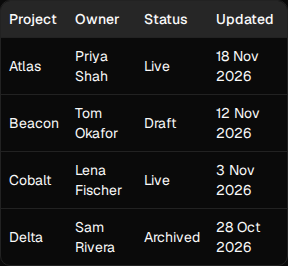 Project Owner Status Updated
Atlas Priya Shah Live 18 Nov 2026
Beacon Tom Okafor Draft 12 Nov 2026
Cobalt Lena Fischer Live 3 Nov 2026
Delta Sam Rivera Archived 28 Oct 2026